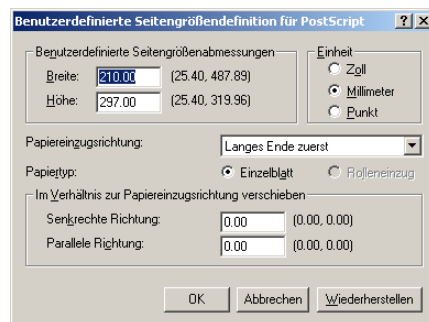 Benutzerdefinierte Seitengrößendefinition für PostScript
Benutzerdefinierte Seitengrößenabmessungen
Breite: 210.00 (25.40, 487.89)
Höhe: 297.00 (25.40, 319.96)
Einheit
Zoll
Millimeter
Punkt
Papiereinzugsrichtung: Langes Ende zuerst
Papiertyp: Einzelblatt Rolleneinzug
Im Verhältnis zur Papiereinzugsrichtung verschieben
Senkrechte Richtung: 0.00 (0.00, 0.00)
Parallele Richtung: 0.00 (0.00, 0.00)
OK Abbrechen Wiederherstellen